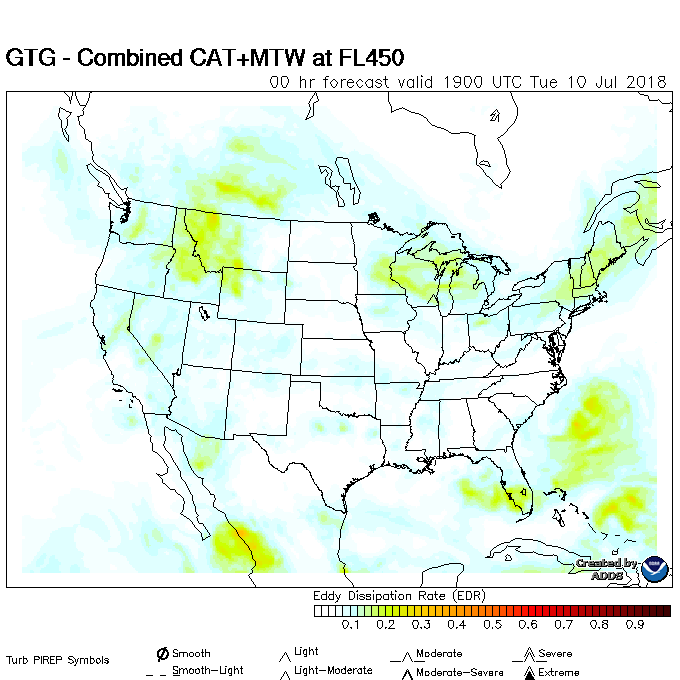 GTG - Combined CAT+MTW at FL450
00 hr forecast valid 1900 UTC Tue 10 Jul 2018
Created by
ADDS
Eddy Dissipation Rate (EDR)
0.1 0.2 0.3 0.4 0.5 0.6 0.7 0.8 0.9
Turb PIREP Symbols
Smooth Light Moderate Severe
Smooth-Light Light-Moderate Moderate-Severe Extreme